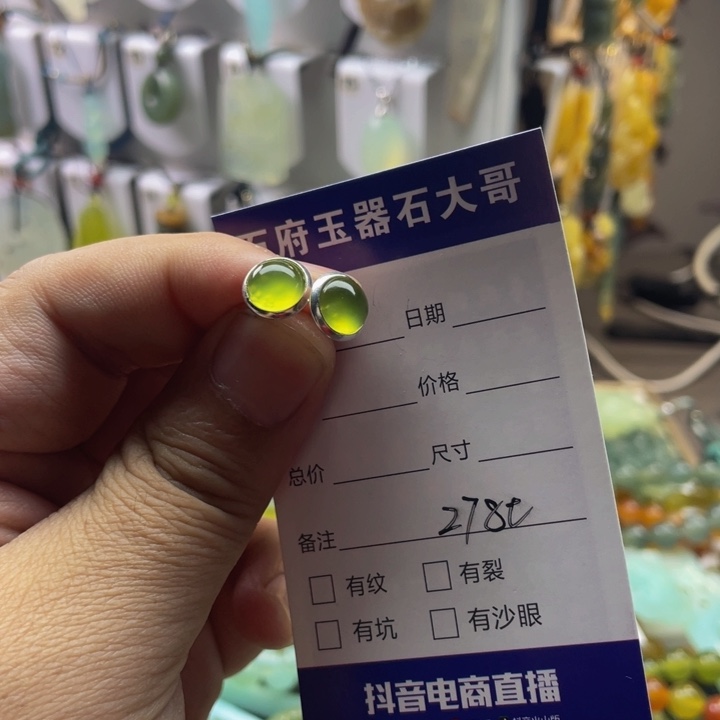 府玉器石大哥
日期
价格
总价 尺寸
备注 278t
有纹 有裂
有坑 有沙眼
抖音电商直播